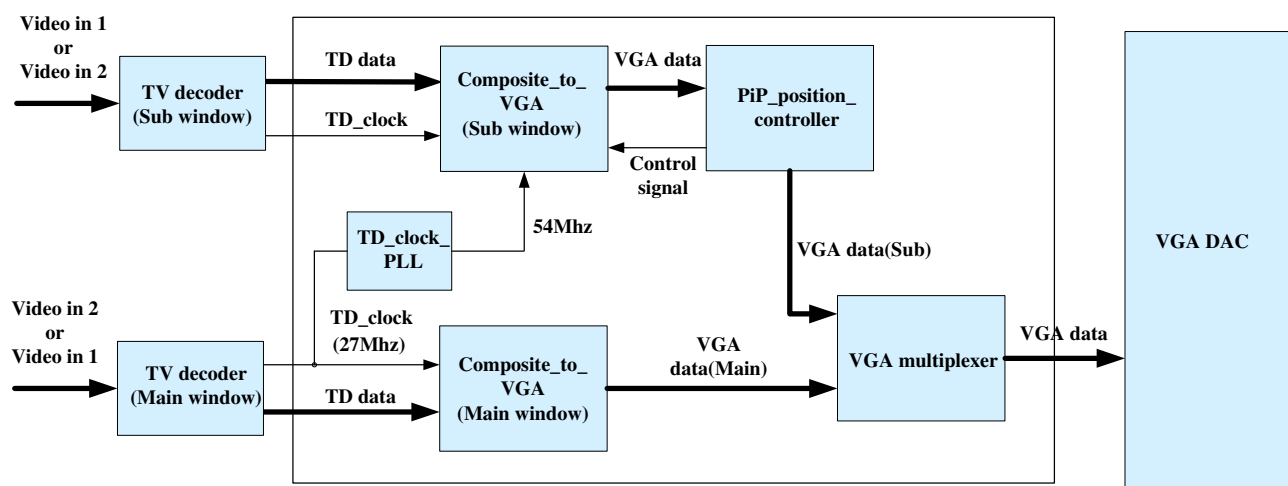 Video in 1
or
Video in 2
TV decoder
(Sub window)
TD data
TD_clock
Composite_to_
VGA
(Sub window)
VGA data
Control
signal
PiP_position_
controller
TD_clock_
PLL
54Mhz
VGA data(Sub)
VGA DAC
Video in 2
or
Video in 1
TV decoder
(Main window)
TD_clock
(27Mhz)
TD data
Composite_to_
VGA
(Main window)
VGA
data(Main)
VGA multiplexer
VGA data